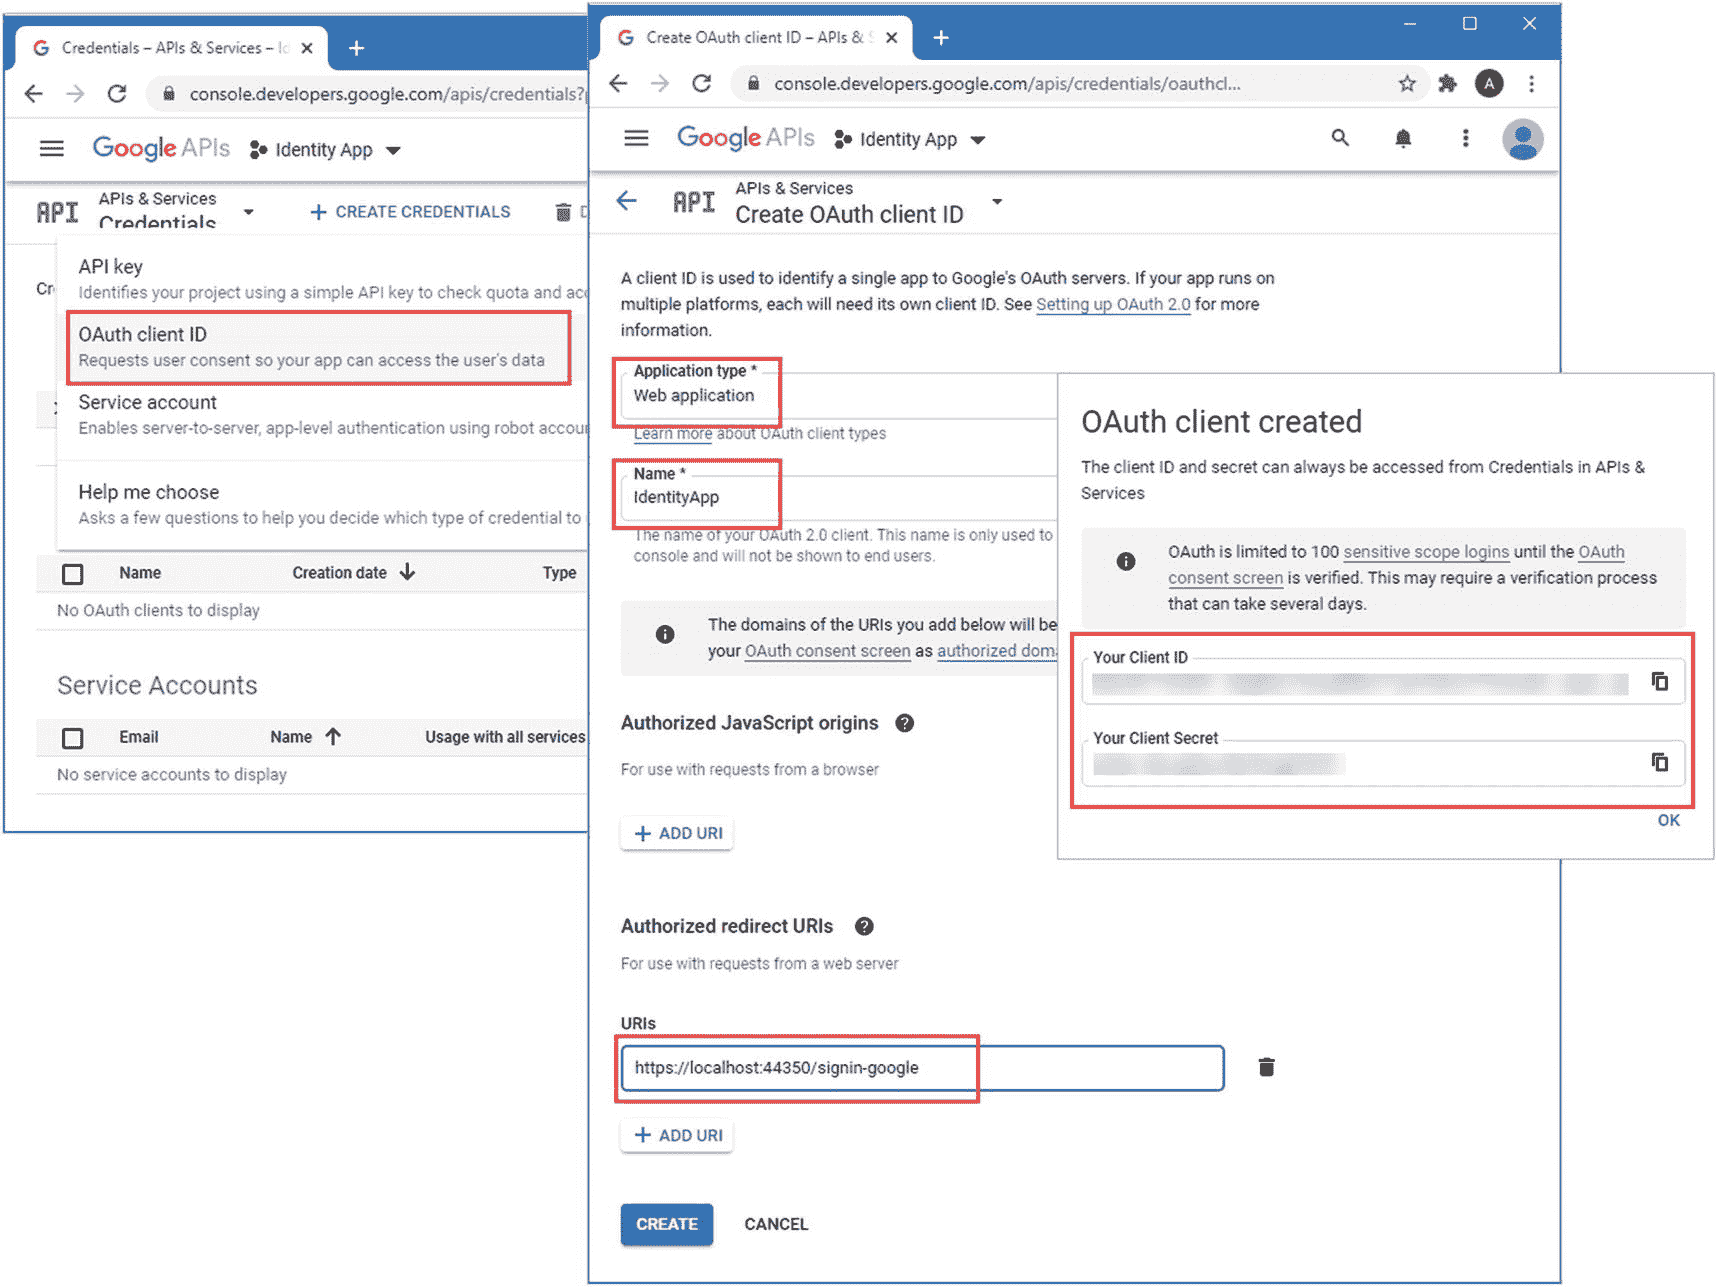 Credentials – APIs & Services –
console.developers.google.com/apis/credentials?
Google APIs
Identity App
API
APIs & Services
Credentials
CREATE CREDENTIALS
API key
Identifies your project using a simple API key to check quota and
OAuth client ID
Requests user consent so your app can access the user's data
Service account
Enables server-to-server, app-level authentication using robot
Help me choose
Asks a few questions to help you decide which type of credential to
Name
Creation date
Type
No OAuth clients to display
Service Accounts
Email
Name
Usage with all services
No service accounts to display
Create OAuth client ID – APIs &
console.developers.google.com/apis/credentials/oauthcl...
A
Google APIs
Identity App
API
APIs & Services
Create OAuth client ID
A client ID is used to identify a single app to Google's OAuth servers. If your app runs on
multiple platforms, each will need its own client ID. See Setting up OAuth 2.0 for more
information.
Application type *
Web application
Learn more about OAuth client types
Name *
IdentityApp
The name of your OAuth 2.0 client. This name is only used to
console and will not be shown to end users.
The domains of the URIs you add below will be
your OAuth consent screen as authorized
Authorized JavaScript origins
For use with requests from a browser
+ ADD URI
Authorized redirect URIs
For use with requests from a web server
URIs
https://localhost:44350/signin-google
+ ADD URI
CREATE
CANCEL
OAuth client created
The client ID and secret can always be accessed from Credentials in APIs &
Services
OAuth is limited to 100 sensitive scope logins until the OAuth
consent screen is verified. This may require a verification process
that can take several days.
Your Client ID
Your Client Secret
OK